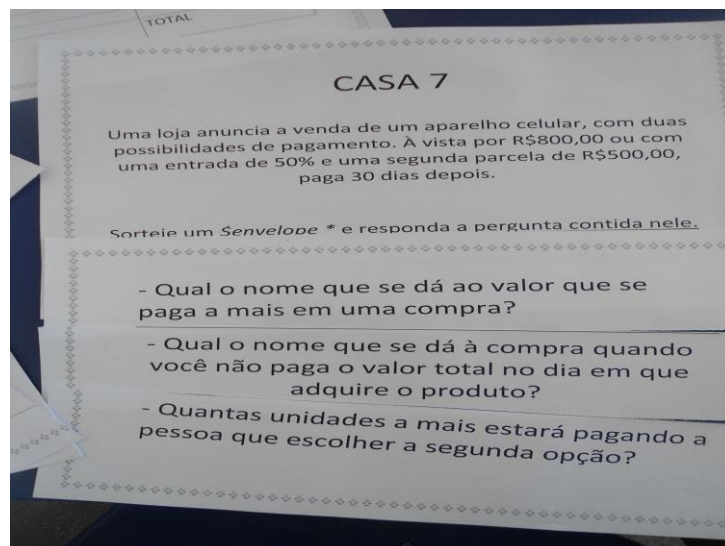 TOTAL
CASA 7
Uma loja anuncia a venda de um aparelho celular, com duas
possibilidades de pagamento. À vista por R$800,00 ou com
uma entrada de 50% e uma segunda parcela de R$500,00,
paga 30 dias depois.
Sorteie um $envelope * e responda a pergunta contida nele.
- Qual o nome que se dá ao valor que se
paga a mais em uma compra?
- Qual o nome que se dá à compra quando
você não paga o valor total no dia em que
adquire o produto?
- Quantas unidades a mais estará pagando a
pessoa que escolher a segunda opção?